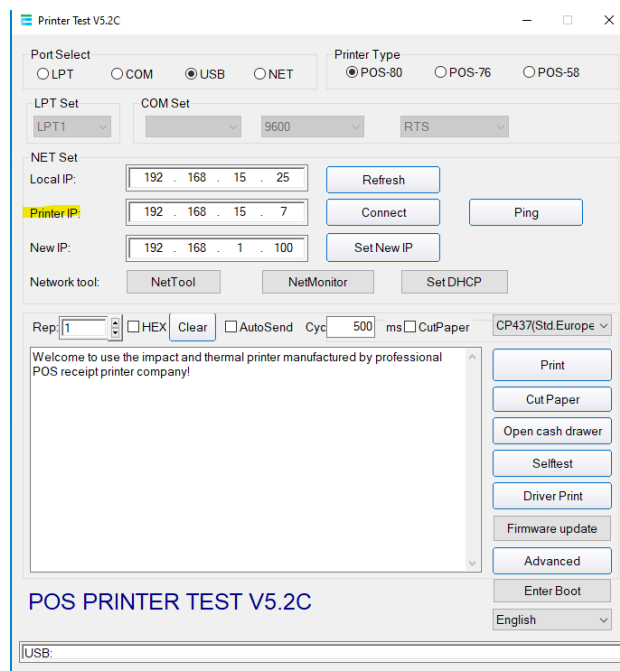 Printer Test V5.2C
Port Select
LPT COM USB NET
Printer Type
POS-80 POS-76 POS-58
LPT Set
LPT1
COM Set
9600 RTS
NET Set
Local IP: 192 . 168 . 15 . 25 Refresh
Printer IP: 192 . 168 . 15 . 7 Connect Ping
New IP: 192 . 168 . 1 . 100 Set New IP
Network tool: NetTool NetMonitor Set DHCP
Rep: 1 HEX Clear AutoSend Cyc 500 ms CutPaper CP437(Std.Europe
Welcome to use the impact and thermal printer manufactured by professional
POS receipt printer company!
Print
Cut Paper
Open cash drawer
Selftest
Driver Print
Firmware update
Advanced
Enter Boot
English
POS PRINTER TEST V5.2C
USB: